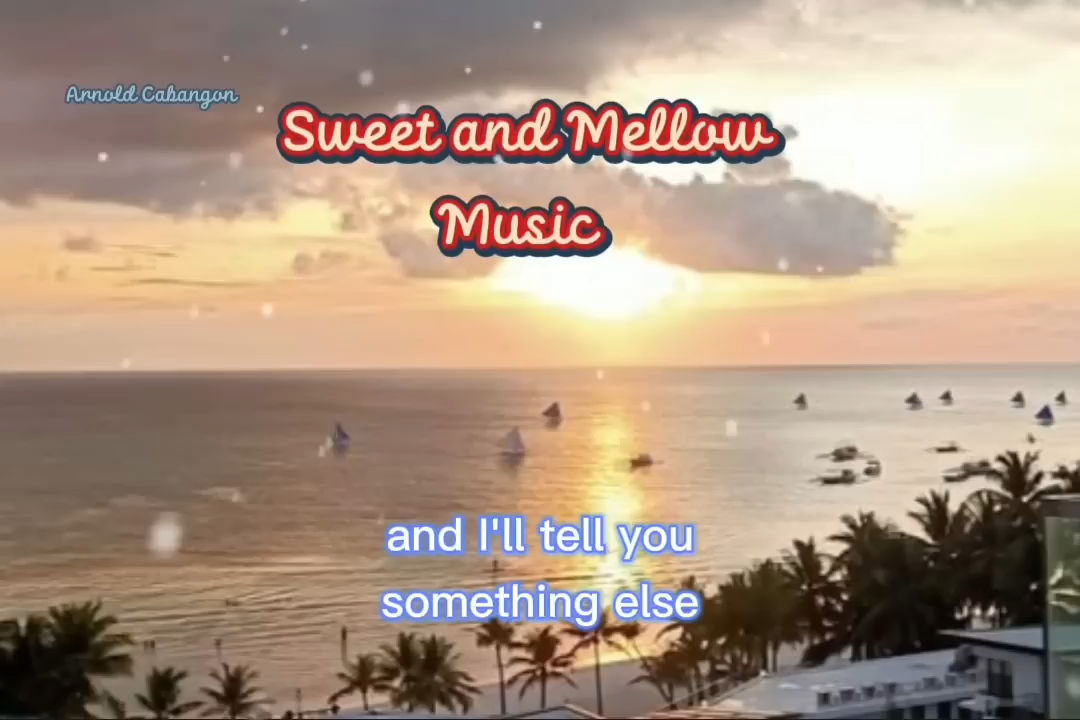 Arnold Cabangon
Sweet and Mellow
Music
and I'll tell you
something else